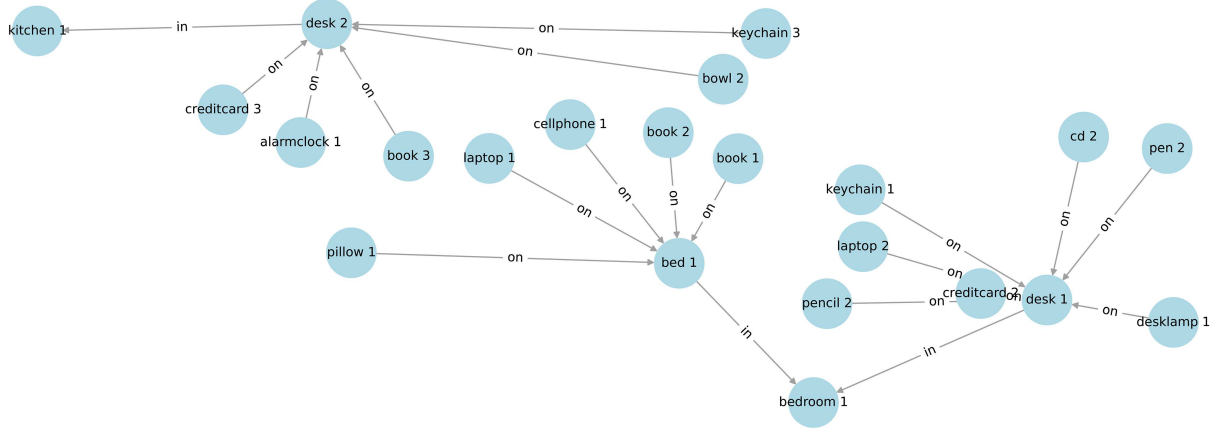 kitchen 1
in
desk 2
on
keychain 3
on
bowl 2
on
creditcard 3
on
alarmclock 1
on
book 3
laptop 1
cellphone 1
book 2
book 1
on
on
on
on
pillow 1
on
bed 1
in
keychain 1
on
cd 2
on
pen 2
on
laptop 2
on
pencil 2
on
creditcard 2
on
desk 1
on
desklamp 1
in
bedroom 1